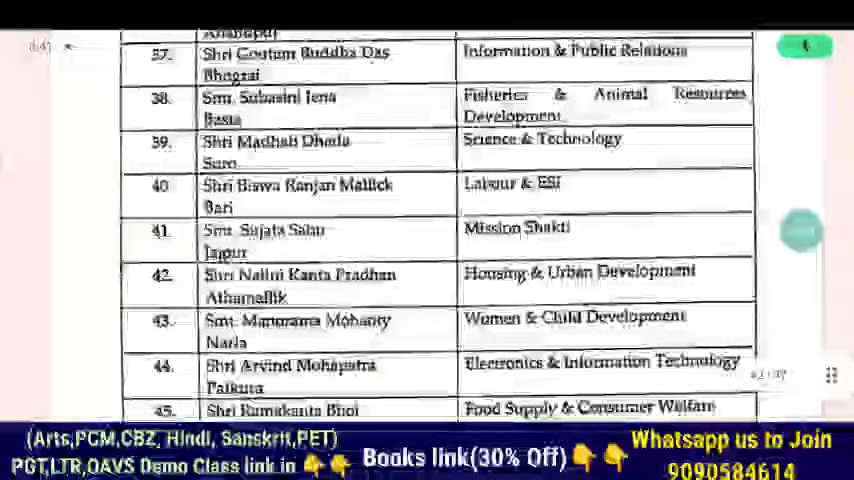 37. Shri Goutam Buddha Das Information & Public Relations
Bhograi
38. Smt. Subasini Jena Fisheries & Animal Resources
Basta Development
39. Shri Madhab Dhada Science & Technology
Soro
40 Shri Biswa Ranjan Mallick Labour & ESI
Bari
41. Smt. Sujata Sahu Mission Shakti
Jajpur
42. Shri Nalini Kanta Pradhan Housing & Urban Development
Athamallik
43. Smt. Manorama Mohanty Women & Child Development
Narla
44. Shri Arvind Mohapatra Electronics & Information Technology
Patkura
45. Shri Ramakanta Bhoi Food Supply & Consumer Welfare
(Arts,PCM,CBZ, Hindi, Sanskrit,PET)
PGT,LTR,OAVS Demo Class link in
Books link(30% Off)
Whatsapp us to Join
9090584614